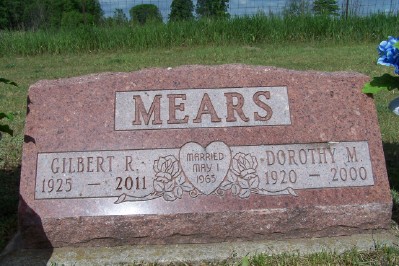 MEARS
GILBERT R.
1925 - 2011
MARRIED
MAY 1
1965
DOROTHY M.
1920 - 2000